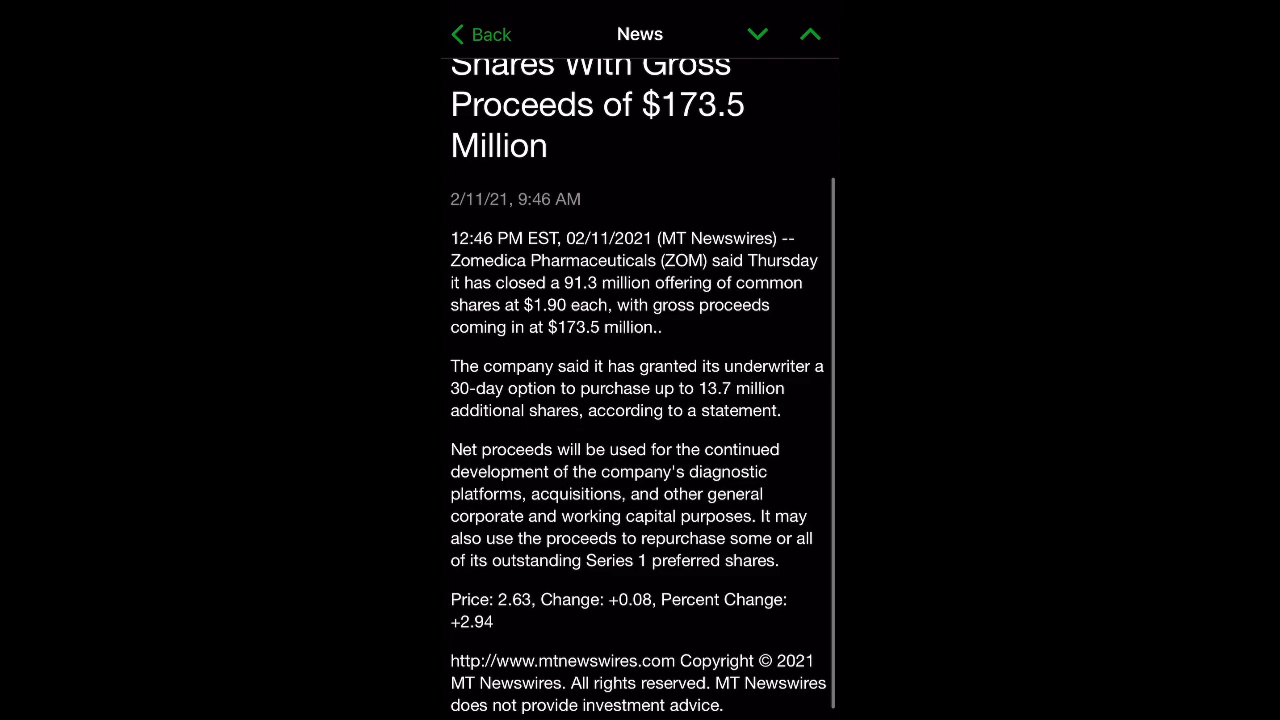 Back
News
Shares With Gross
Proceeds of $173.5
Million
2/11/21, 9:46 AM
12:46 PM EST, 02/11/2021 (MT Newswires) --
Zomedica Pharmaceuticals (ZOM) said Thursday
it has closed a 91.3 million offering of common
shares at $1.90 each, with gross proceeds
coming in at $173.5 million..
The company said it has granted its underwriter a
30-day option to purchase up to 13.7 million
additional shares, according to a statement.
Net proceeds will be used for the continued
development of the company's diagnostic
platforms, acquisitions, and other general
corporate and working capital purposes. It may
also use the proceeds to repurchase some or all
of its outstanding Series 1 preferred shares.
Price: 2.63, Change: +0.08, Percent Change:
+2.94
http://www.mtnewswires.com Copyright © 2021
MT Newswires. All rights reserved. MT Newswires
does not provide investment advice.